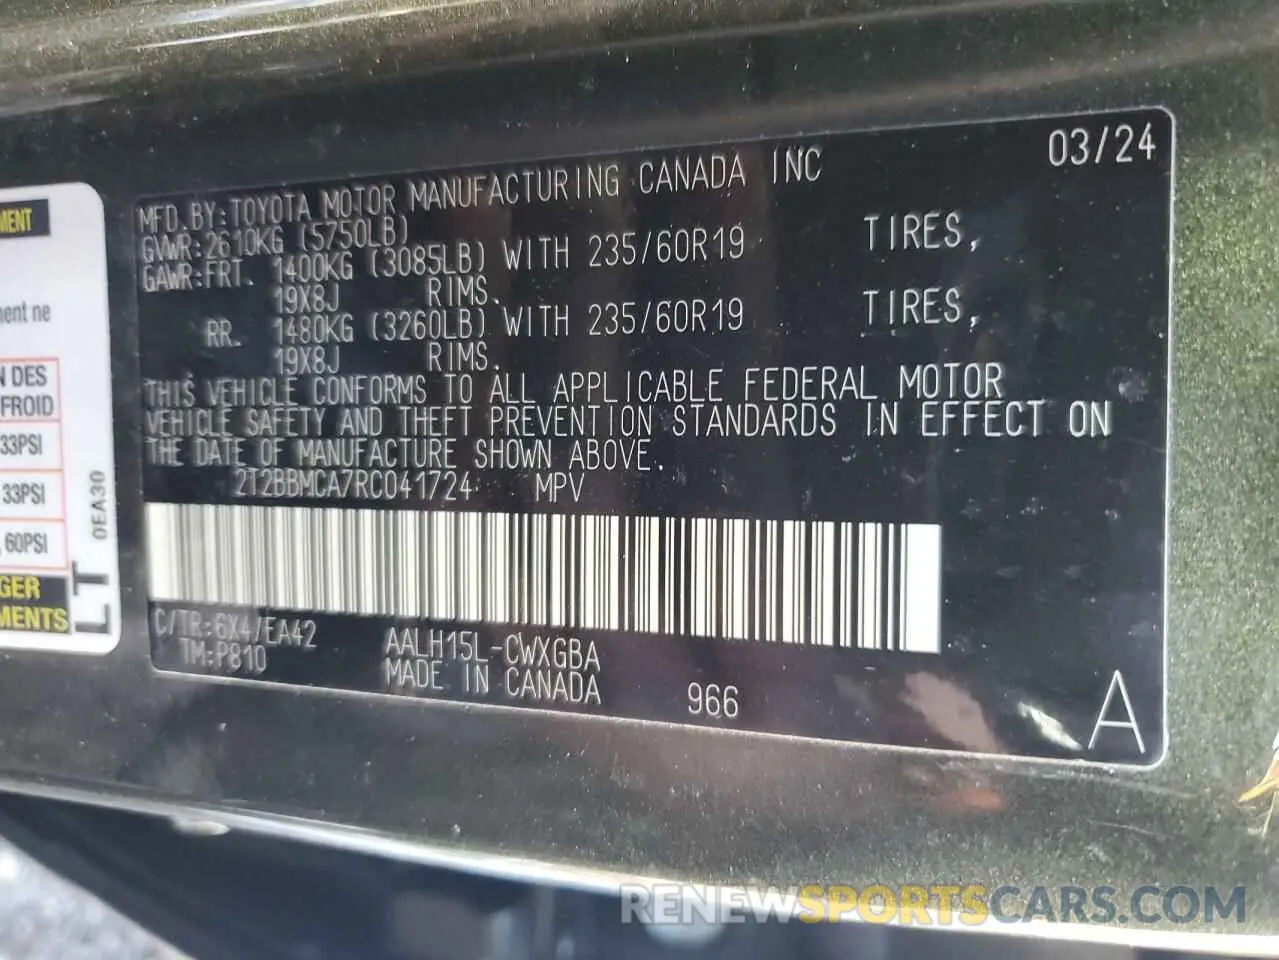 03/24
MFD.BY:TOYOTA MOTOR MANUFACTURING CANADA INC
GVWR:2610KG (5750LB)
GAWR:FRT. 1400KG (3085LB) WITH 235/60R19 TIRES,
19X8J RIMS.
RR. 1480KG (3260LB) WITH 235/60R19 TIRES,
19X8J RIMS.
THIS VEHICLE CONFORMS TO ALL APPLICABLE FEDERAL MOTOR
VEHICLE SAFETY AND THEFT PREVENTION STANDARDS IN EFFECT ON
THE DATE OF MANUFACTURE SHOWN ABOVE.
2T2BBMCA7RC041724 MPV
C/TR:6X4/EA42 AALH15L-CWXGBA
TM:P810 MADE IN CANADA 966
A
ne
DES
FROID
33PSI
33PSI
60PSI
0EA30
LT
RENEWSPORTSCARS.COM